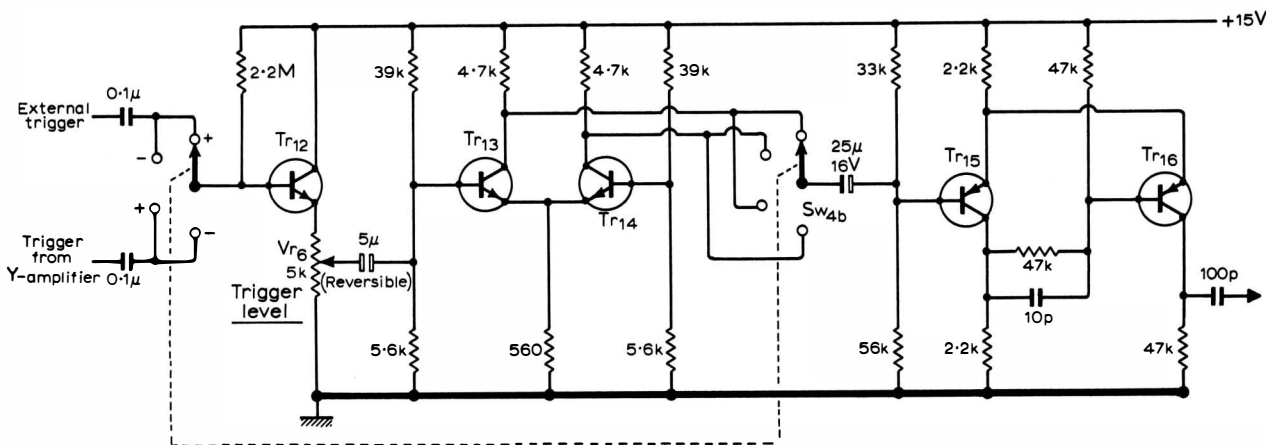 +15V
2·2M
39k
4·7k
4·7k
39k
33k
2·2k
47k
0·1μ
External
trigger
+
−
Tr12
Tr13
Tr14
25μ
16V
Tr15
Tr16
Sw4b
+
−
Trigger
from
Y-amplifier
0·1μ
Vr6
5k
5μ
(Reversible)
Trigger
level
47k
10p
100p
5·6k
560
5·6k
56k
2·2k
47k